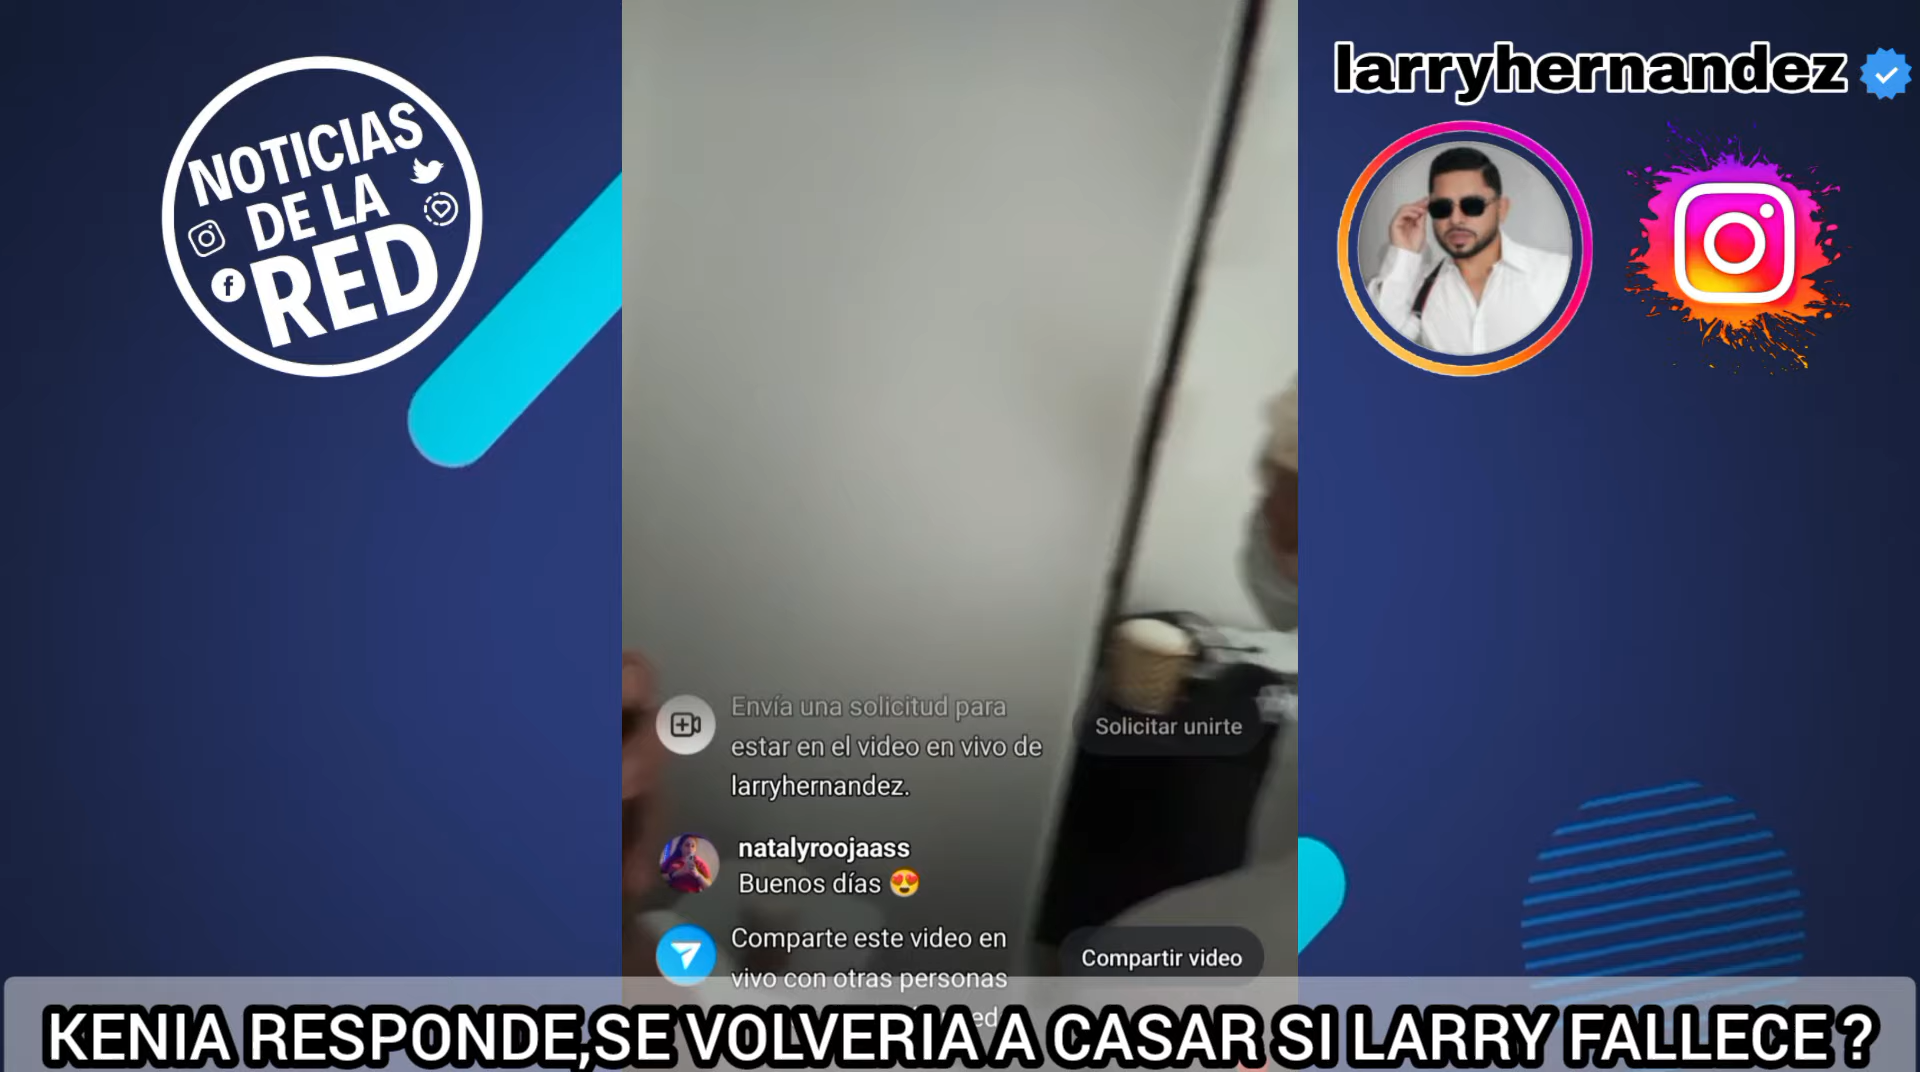 NOTICIAS
DE LA
RED
larryhernandez
Envía una solicitud para
estar en el video en vivo de
larryhernandez.
Solicitar unirte
natalyroojaass
Buenos días 😍
Comparte este video en
vivo con otras personas
Compartir video
KENIA RESPONDE,SE VOLVERIA A CASAR SI LARRY FALLECE ?